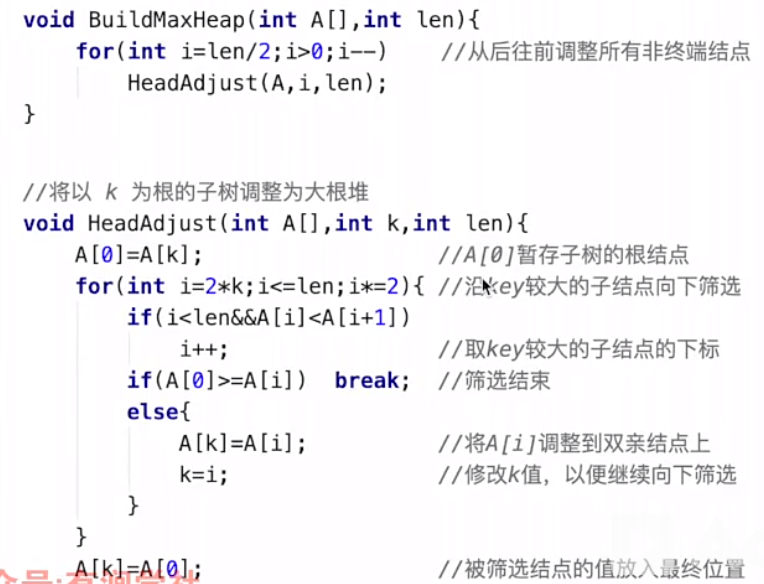 void BuildMaxHeap(int A[],int len){
for(int i=len/2;i>0;i--) //从后往前调整所有非终端结点
HeadAdjust(A,i,len);
}
//将以 k 为根的子树调整为大根堆
void HeadAdjust(int A[],int k,int len){
A[0]=A[k]; //A[0]暂存子树的根结点
for(int i=2*k;i<=len;i*=2){ //沿key较大的子结点向下筛选
if(i<len&&A[i]<A[i+1])
i++; //取key较大的子结点的下标
if(A[0]>=A[i]) break; //筛选结束
else{
A[k]=A[i]; //将A[i]调整到双亲结点上
k=i; //修改k值，以便继续向下筛选
}
}
A[k]=A[0]; //被筛选结点的值放入最终位置